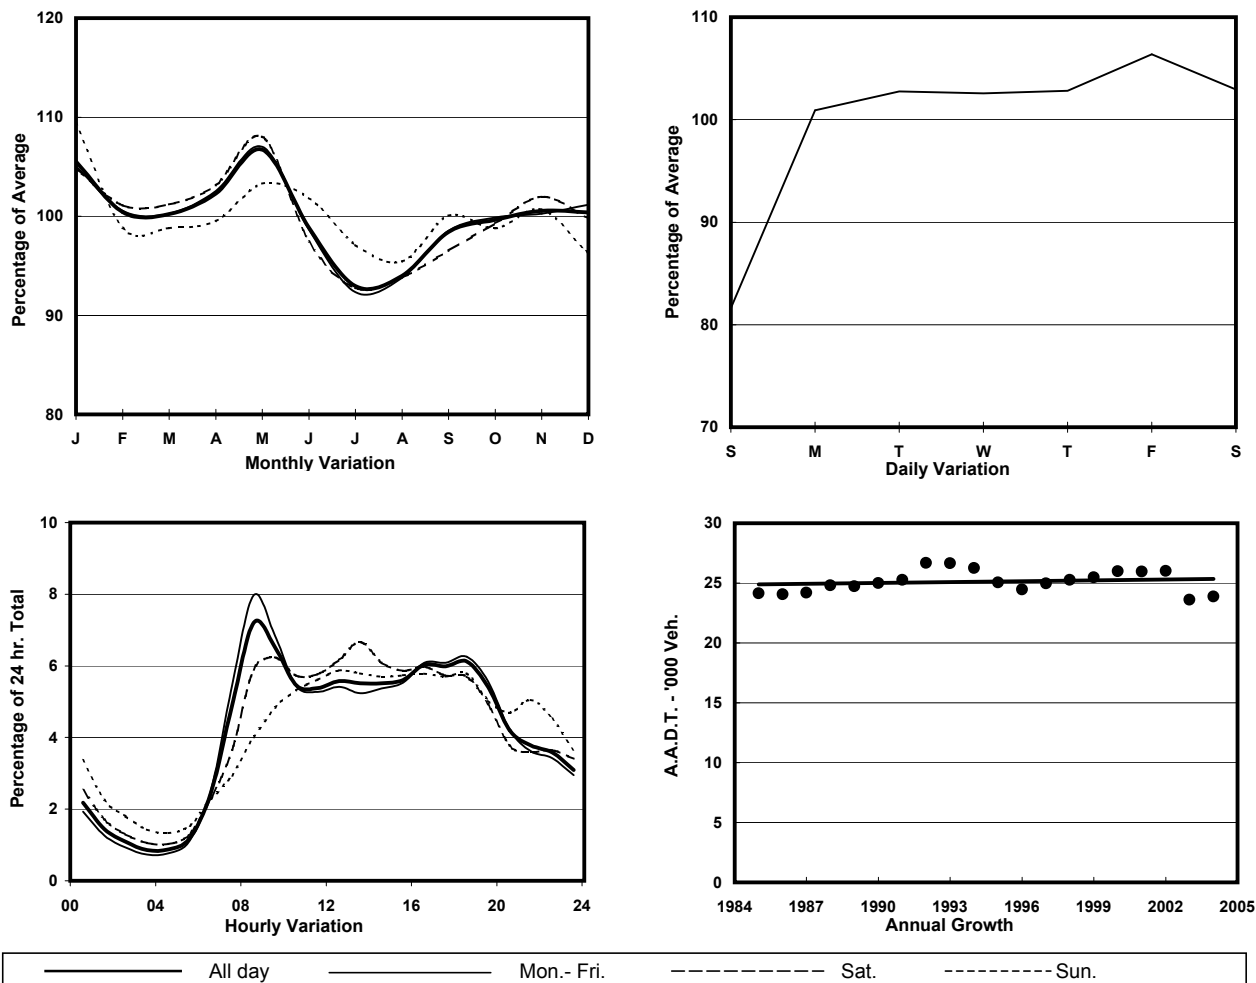 Percentage of Average
120
110
100
90
80
J F M A M J J A S O N D
Monthly Variation
Percentage of Average
110
100
90
80
70
S M T W T F S
Daily Variation
Percentage of 24 hr. Total
10
8
6
4
2
0
00 04 08 12 16 20 24
Hourly Variation
A.A.D.T. - '000 Veh.
30
25
20
15
10
5
0
1984 1987 1990 1993 1996 1999 2002 2005
Annual Growth
All day Mon.- Fri. Sat. Sun.